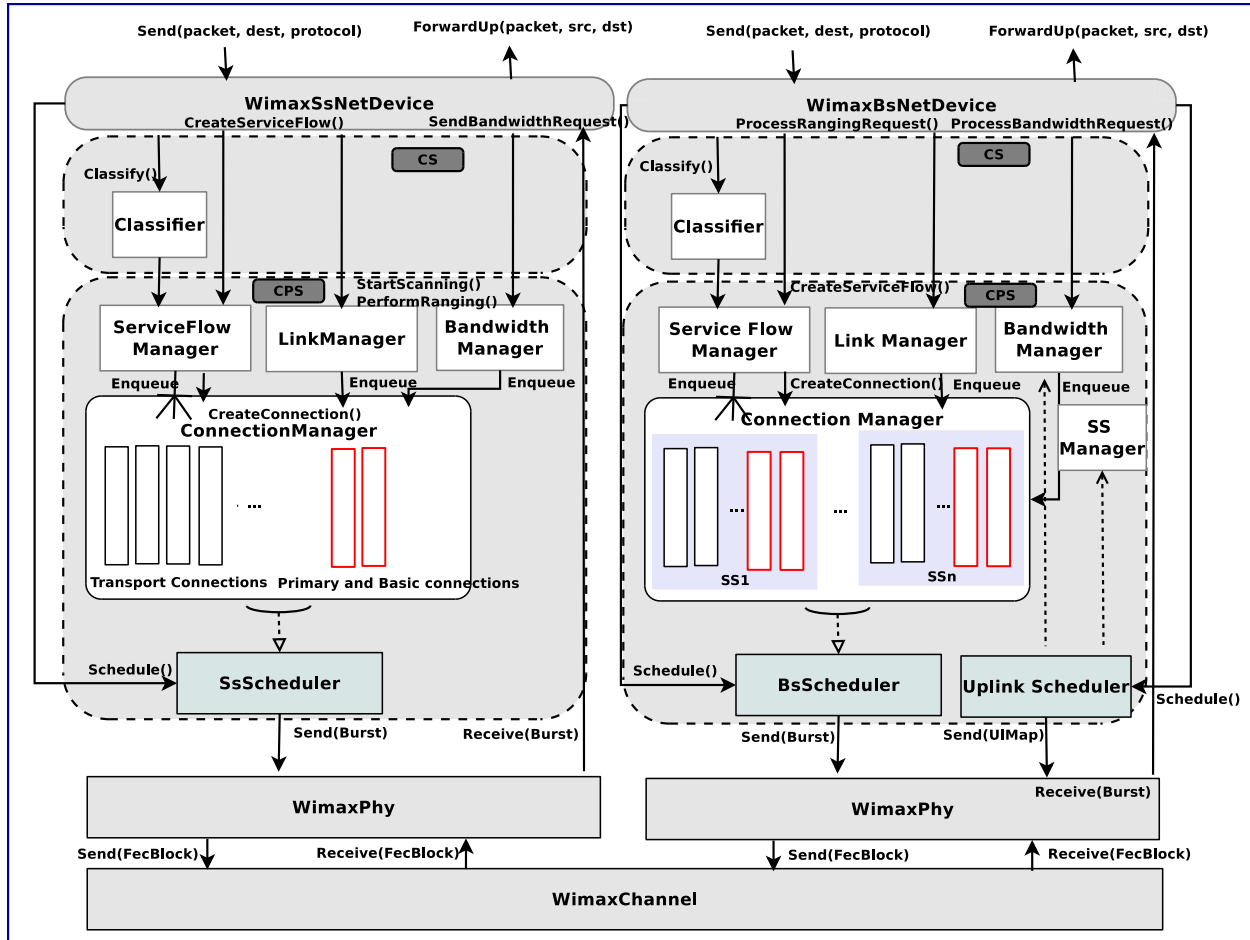 Send(packet, dest, protocol)
ForwardUp(packet, src, dst)
WimaxSsNetDevice
CreateServiceFlow()
SendBandwidthRequest()
CS
Classify()
Classifier
CPS
StartScanning()
PerformRanging()
ServiceFlow
Manager
LinkManager
Bandwidth
Manager
Enqueue
Enqueue
Enqueue
CreateConnection()
ConnectionManager
...
Transport Connections
Primary and Basic connections
Schedule()
SsScheduler
Send(Burst)
Receive(Burst)
WimaxPhy
Send(FecBlock)
Receive(FecBlock)
Send(packet, dest, protocol)
ForwardUp(packet, src, dst)
WimaxBsNetDevice
ProcessRangingRequest()
ProcessBandwidthRequest()
CS
Classify()
Classifier
CreateServiceFlow()
CPS
Service Flow
Manager
Link Manager
Bandwidth
Manager
Enqueue
CreateConnection()
Enqueue
Enqueue
Connection Manager
SS
Manager
...
...
...
SS1
SSn
Schedule()
BsScheduler
Uplink Scheduler
Schedule()
Send(Burst)
Send(UlMap)
Receive(Burst)
WimaxPhy
Send(FecBlock)
Receive(FecBlock)
WimaxChannel